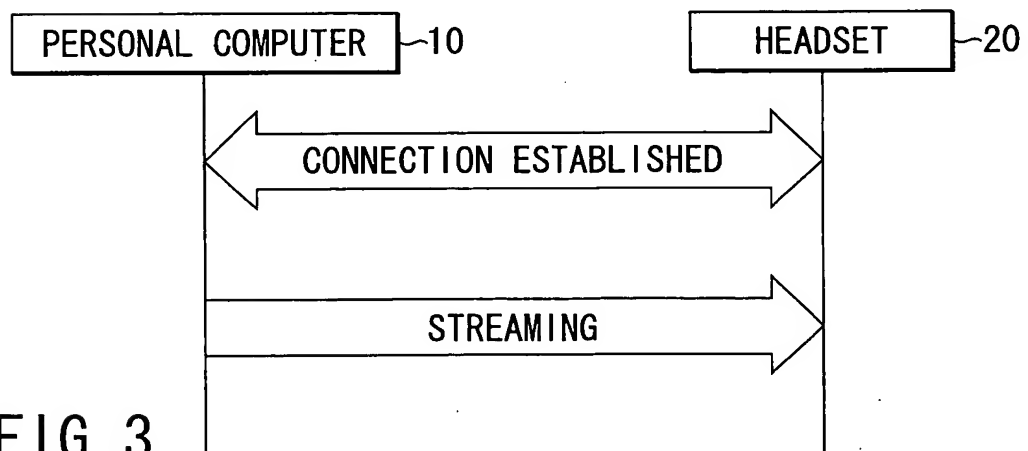 PERSONAL COMPUTER ~10
HEADSET ~20
CONNECTION ESTABLISHED
STREAMING
FIG. 3